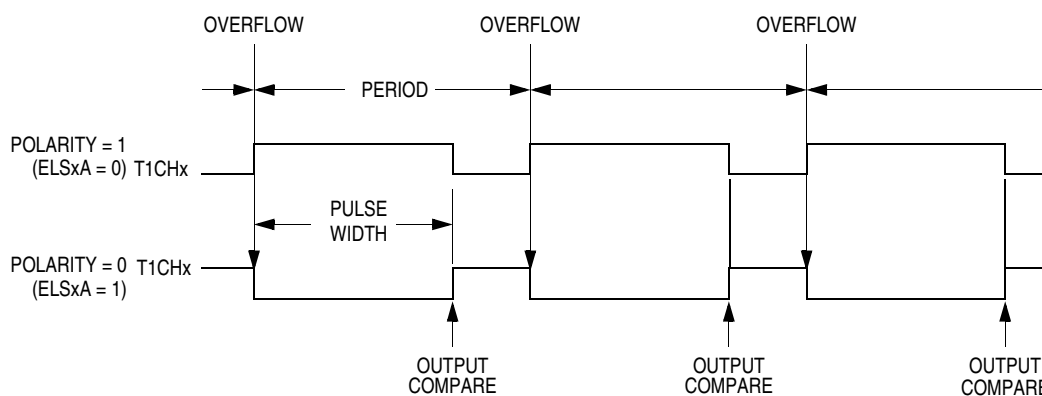 OVERFLOW OVERFLOW OVERFLOW
PERIOD
POLARITY = 1
(ELSxA = 0) T1CHx
PULSE
WIDTH
POLARITY = 0 T1CHx
(ELSxA = 1)
OUTPUT OUTPUT OUTPUT
COMPARE COMPARE COMPARE